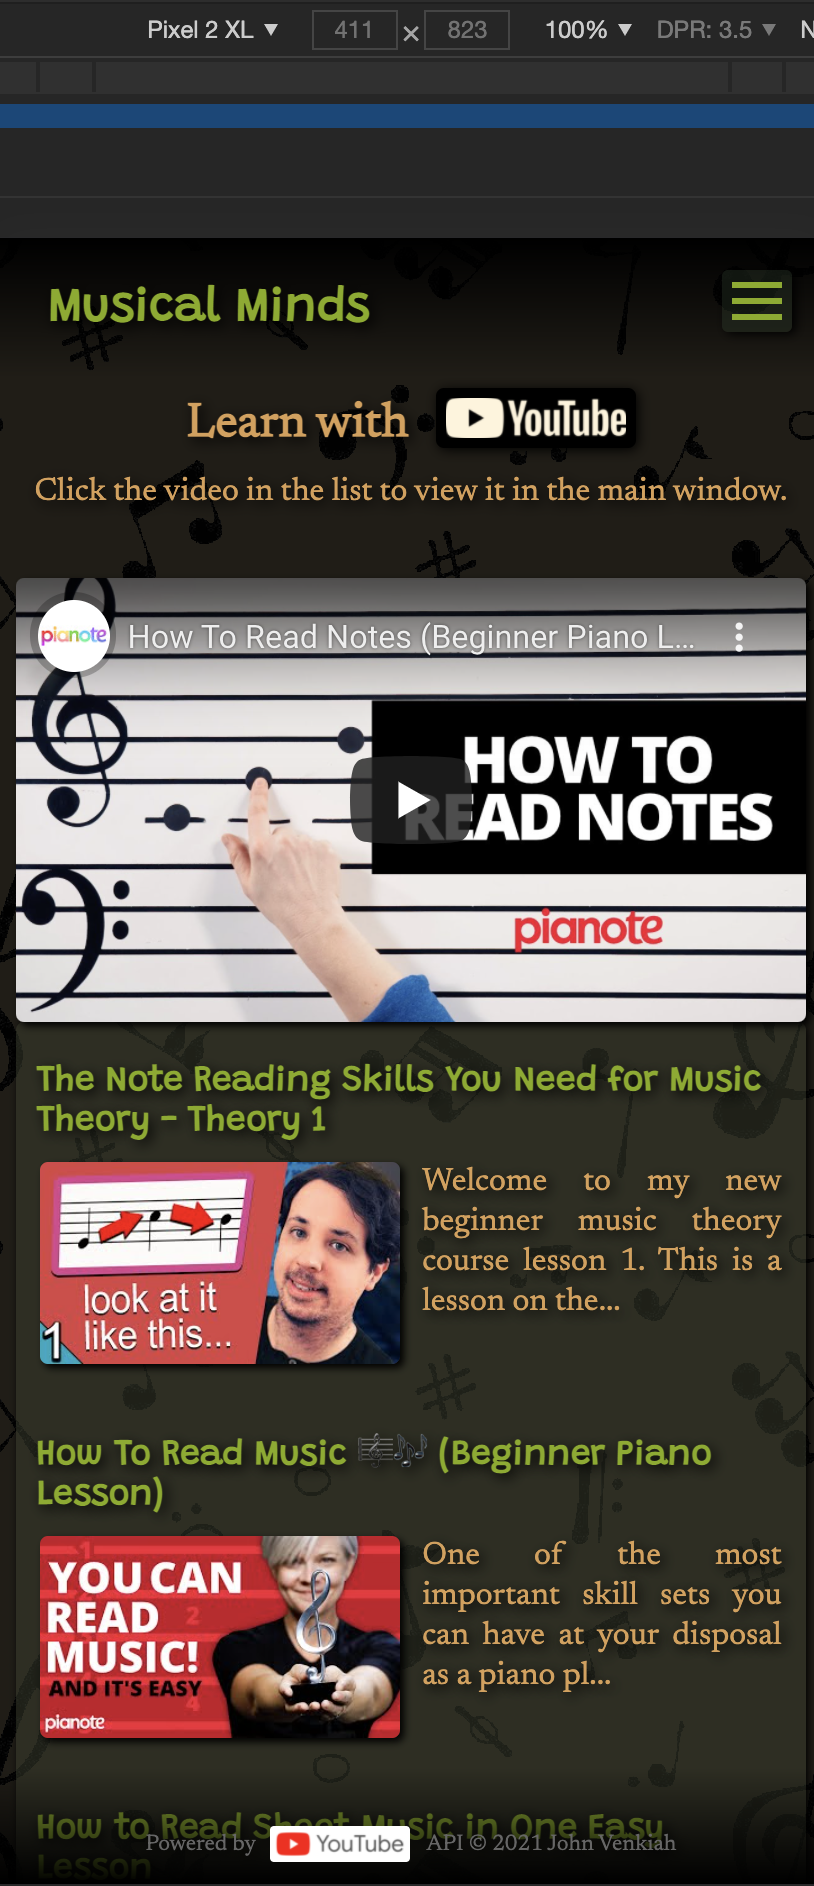 Pixel 2 XL 411 × 823 100% DPR: 3.5 N
Musical Minds
Learn with YouTube
Click the video in the list to view it in the main window.
pianote How To Read Notes (Beginner Piano L...
HOW TO
READ NOTES
pianote
The Note Reading Skills You Need for Music
Theory - Theory 1
look at it
like this...
1
Welcome to my new
beginner music theory
course lesson 1. This is a
lesson on the...
How To Read Music 🎼🎶 (Beginner Piano
Lesson)
YOU CAN
READ
MUSIC!
AND IT'S EASY
pianote
1
2
4
One of the most
important skill sets you
can have at your disposal
as a piano pl...
How to Read Sheet Music in One Easy
Lesson
Powered by YouTube API © 2021 John Venkiah